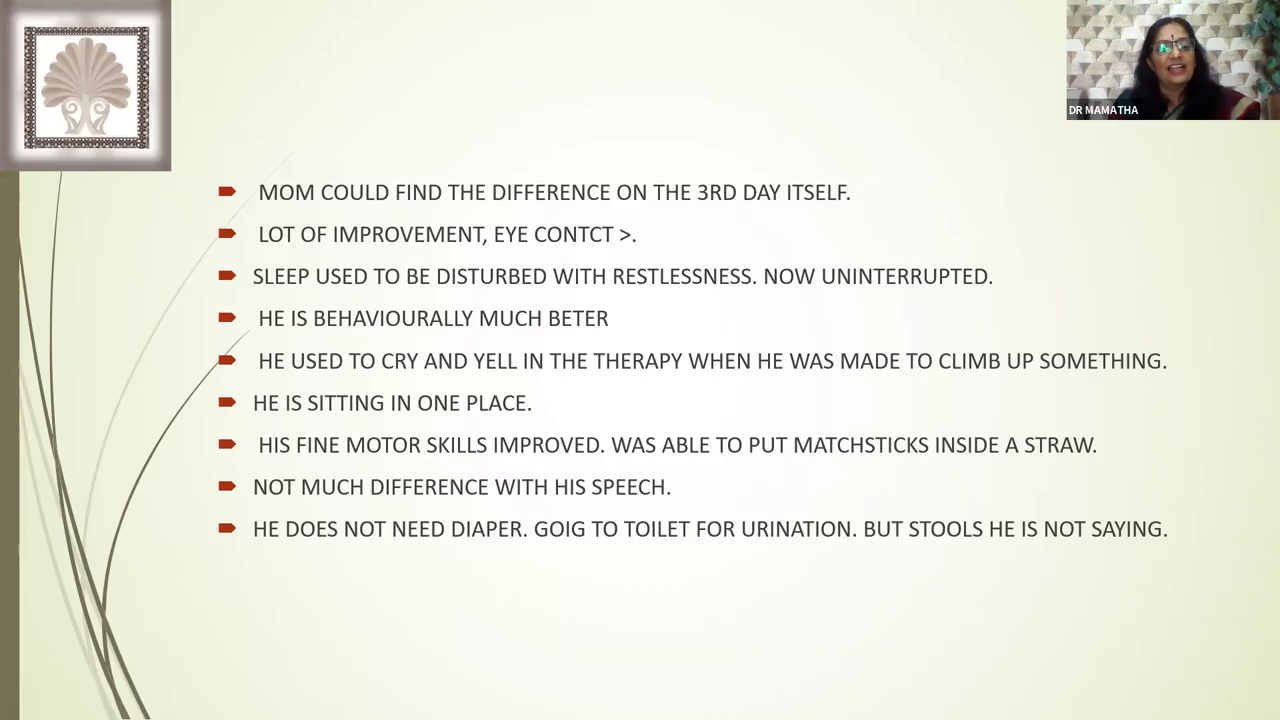 DR MAMATHA
MOM COULD FIND THE DIFFERENCE ON THE 3RD DAY ITSELF.
LOT OF IMPROVEMENT, EYE CONTCT >.
SLEEP USED TO BE DISTURBED WITH RESTLESSNESS. NOW UNINTERRUPTED.
HE IS BEHAVIOURALLY MUCH BETER
HE USED TO CRY AND YELL IN THE THERAPY WHEN HE WAS MADE TO CLIMB UP SOMETHING.
HE IS SITTING IN ONE PLACE.
HIS FINE MOTOR SKILLS IMPROVED. WAS ABLE TO PUT MATCHSTICKS INSIDE A STRAW.
NOT MUCH DIFFERENCE WITH HIS SPEECH.
HE DOES NOT NEED DIAPER. GOIG TO TOILET FOR URINATION. BUT STOOLS HE IS NOT SAYING.